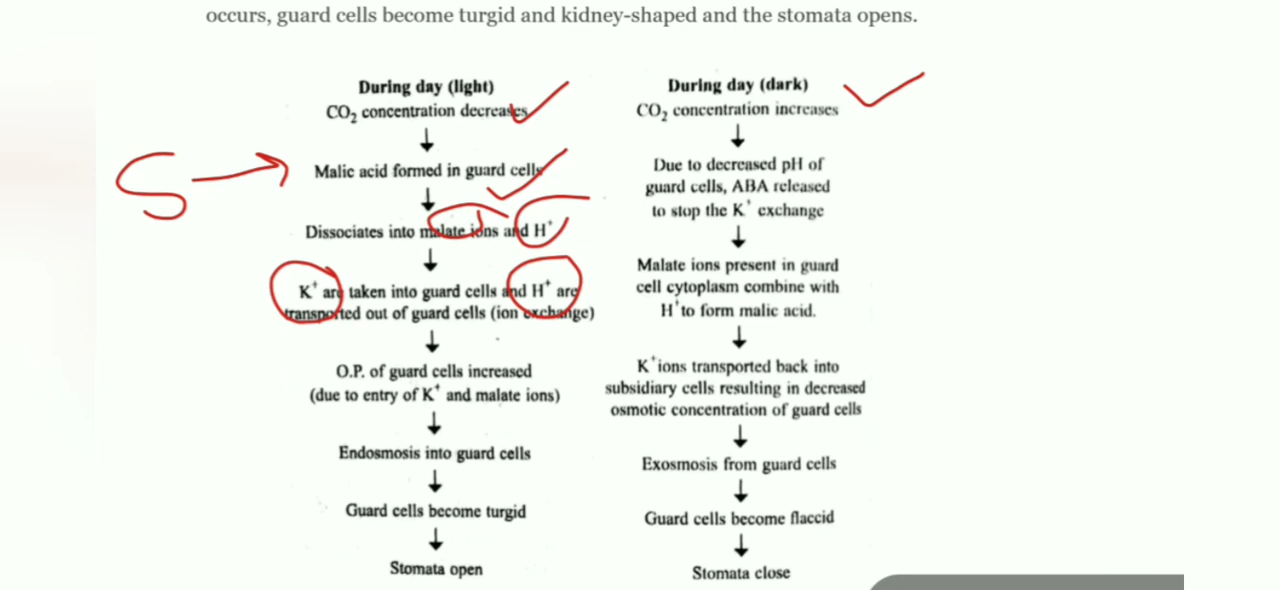 occurs, guard cells become turgid and kidney-shaped and the stomata opens.
During day (light)
CO₂ concentration decreases
Malic acid formed in guard cells
Dissociates into malate ions and H⁺
K⁺ are taken into guard cells and H⁺ are
transported out of guard cells (ion exchange)
O.P. of guard cells increased
(due to entry of K⁺ and malate ions)
Endosmosis into guard cells
Guard cells become turgid
Stomata open
During day (dark)
CO₂ concentration increases
Due to decreased pH of
guard cells, ABA released
to stop the K⁺ exchange
Malate ions present in guard
cell cytoplasm combine with
H⁺to form malic acid.
K⁺ions transported back into
subsidiary cells resulting in decreased
osmotic concentration of guard cells
Exosmosis from guard cells
Guard cells become flaccid
Stomata close
S